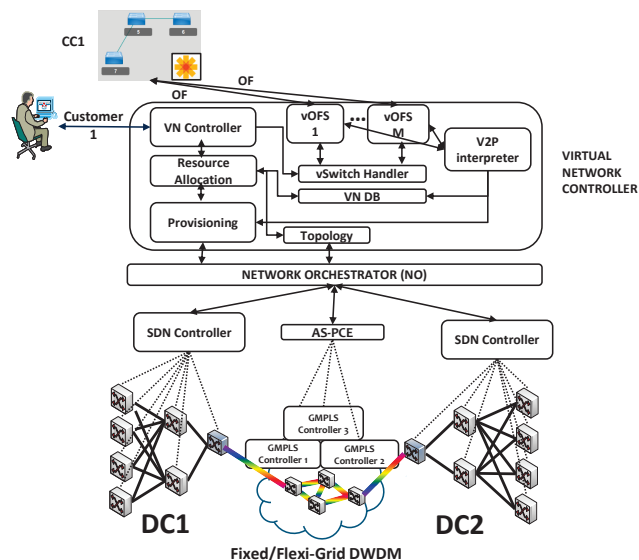 CC1
5
6
7
OF
OF
Customer
1
VN Controller
vOFS
1
...
vOFS
M
V2P
interpreter
Resource
Allocation
vSwitch Handler
VN DB
Provisioning
Topology
VIRTUAL
NETWORK
CONTROLLER
NETWORK ORCHESTRATOR (NO)
SDN Controller
AS-PCE
SDN Controller
GMPLS
Controller 3
GMPLS
Controller 1
GMPLS
Controller 2
DC1
DC2
Fixed/Flexi-Grid DWDM